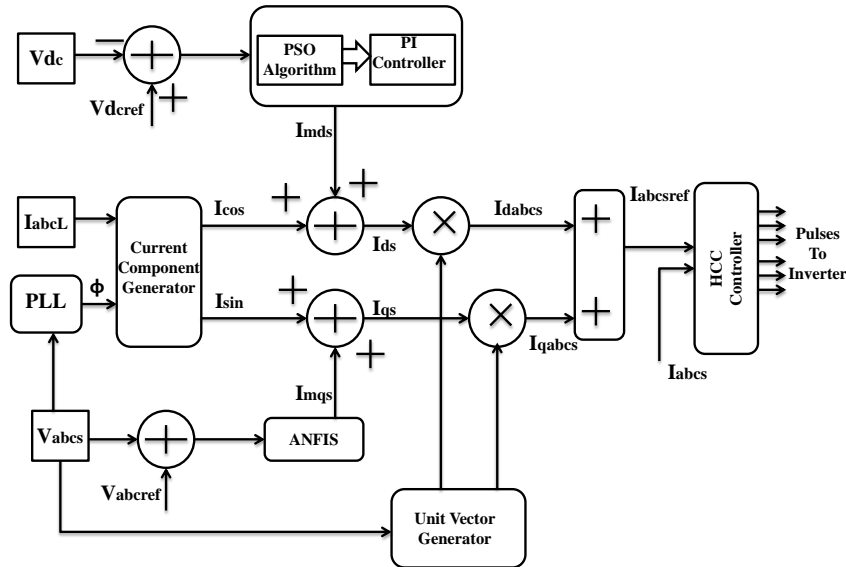 Vdc
Vdcref
PSO
Algorithm
PI
Controller
Imds
IabcL
Current
Component
Generator
Icos
Ids
Idabcs
Iabcsref
HCC
Controller
Pulses
To
Inverter
PLL
Φ
Isin
Iqs
Iqabcs
Iabcs
Imqs
Vabcs
ANFIS
Vabcref
Unit Vector
Generator